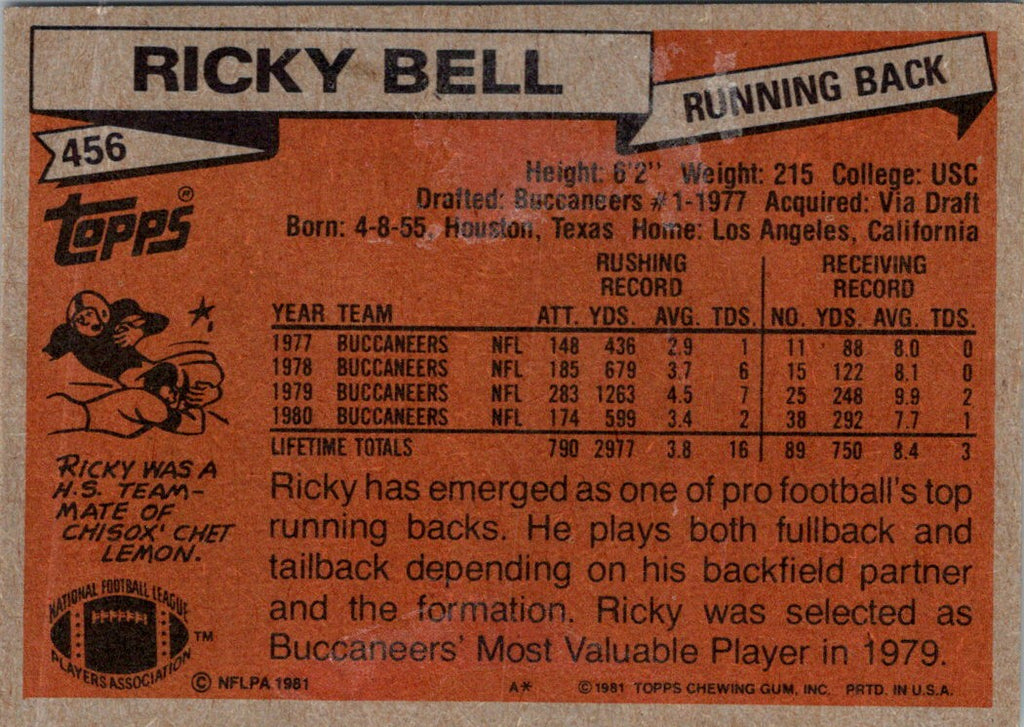 RICKY BELL
RUNNING BACK
456
TOPPS®
Height: 6'2" Weight: 215 College: USC
Drafted: Buccaneers #1-1977 Acquired: Via Draft
Born: 4-8-55, Houston, Texas Home: Los Angeles, California
RUSHING RECORD RECEIVING RECORD
YEAR TEAM ATT. YDS. AVG. TDS. NO. YDS. AVG. TDS.
1977 BUCCANEERS NFL 148 436 2.9 1 11 88 8.0 0
1978 BUCCANEERS NFL 185 679 3.7 6 15 122 8.1 0
1979 BUCCANEERS NFL 283 1263 4.5 7 25 248 9.9 2
1980 BUCCANEERS NFL 174 599 3.4 2 38 292 7.7 1
LIFETIME TOTALS 790 2977 3.8 16 89 750 8.4 3
RICKY WAS A
H.S. TEAM-
MATE OF
CHISOX' CHET
LEMON.
Ricky has emerged as one of pro football's top
running backs. He plays both fullback and
tailback depending on his backfield partner
and the formation. Ricky was selected as
Buccaneers' Most Valuable Player in 1979.
NATIONAL FOOTBALL LEAGUE
PLAYERS ASSOCIATION
TM
© NFLPA 1981
A*
© 1981 TOPPS CHEWING GUM, INC. PRTD. IN U.S.A.